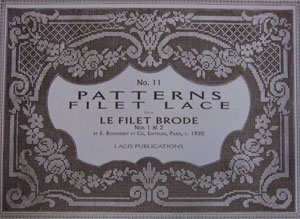 No. 11
PATTERNS
FILET LACE
from
LE FILET BRODE
Nos 1 & 2
BY E. BOUCHERIT ET CIE, EDITEURS, PARIS, C. 1920
LACIS PUBLICATIONS